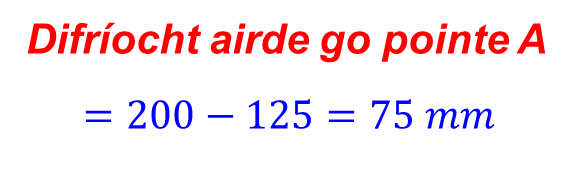 Difríocht airde go pointe A
= 200 − 125 = 75 mm